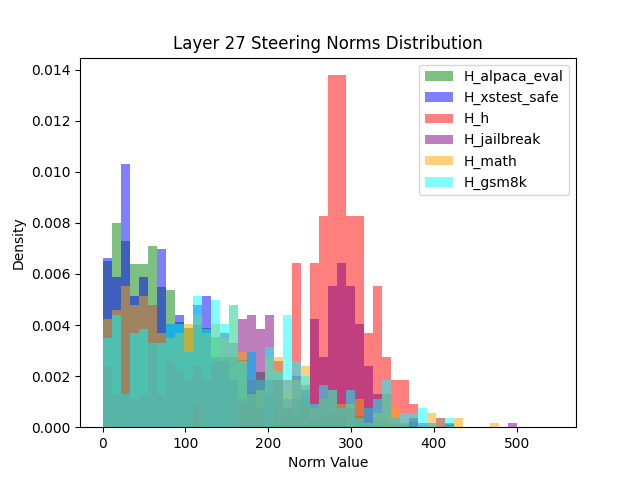 Layer 27 Steering Norms Distribution
H_alpaca_eval
H_xstest_safe
H_h
H_jailbreak
H_math
H_gsm8k
Density
0.014
0.012
0.010
0.008
0.006
0.004
0.002
0.000
0 100 200 300 400 500
Norm Value